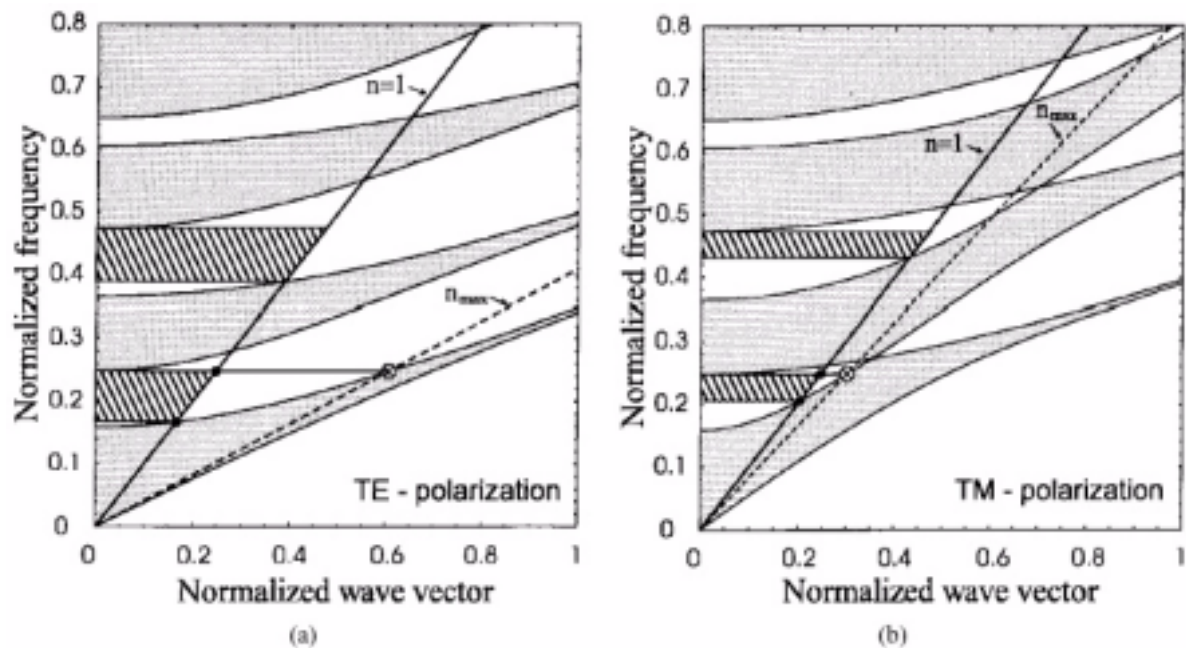 0.8
0.7
0.6
0.5
0.4
0.3
0.2
0.1
0
Normalized frequency
n=1
nmax
TE - polarization
0 0.2 0.4 0.6 0.8 1
Normalized wave vector
(a)
0.8
0.7
0.6
0.5
0.4
0.3
0.2
0.1
0
Normalized frequency
nmax
n=1
TM - polarization
0 0.2 0.4 0.6 0.8 1
Normalized wave vector
(b)